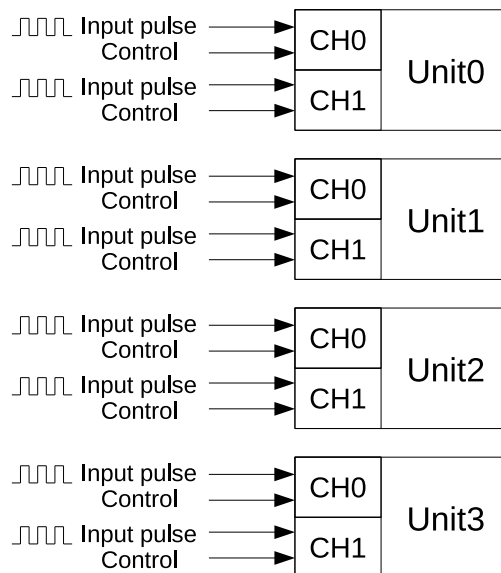 Input pulse
Control
CH0
Input pulse
Control
CH1
Unit0
Input pulse
Control
CH0
Input pulse
Control
CH1
Unit1
Input pulse
Control
CH0
Input pulse
Control
CH1
Unit2
Input pulse
Control
CH0
Input pulse
Control
CH1
Unit3